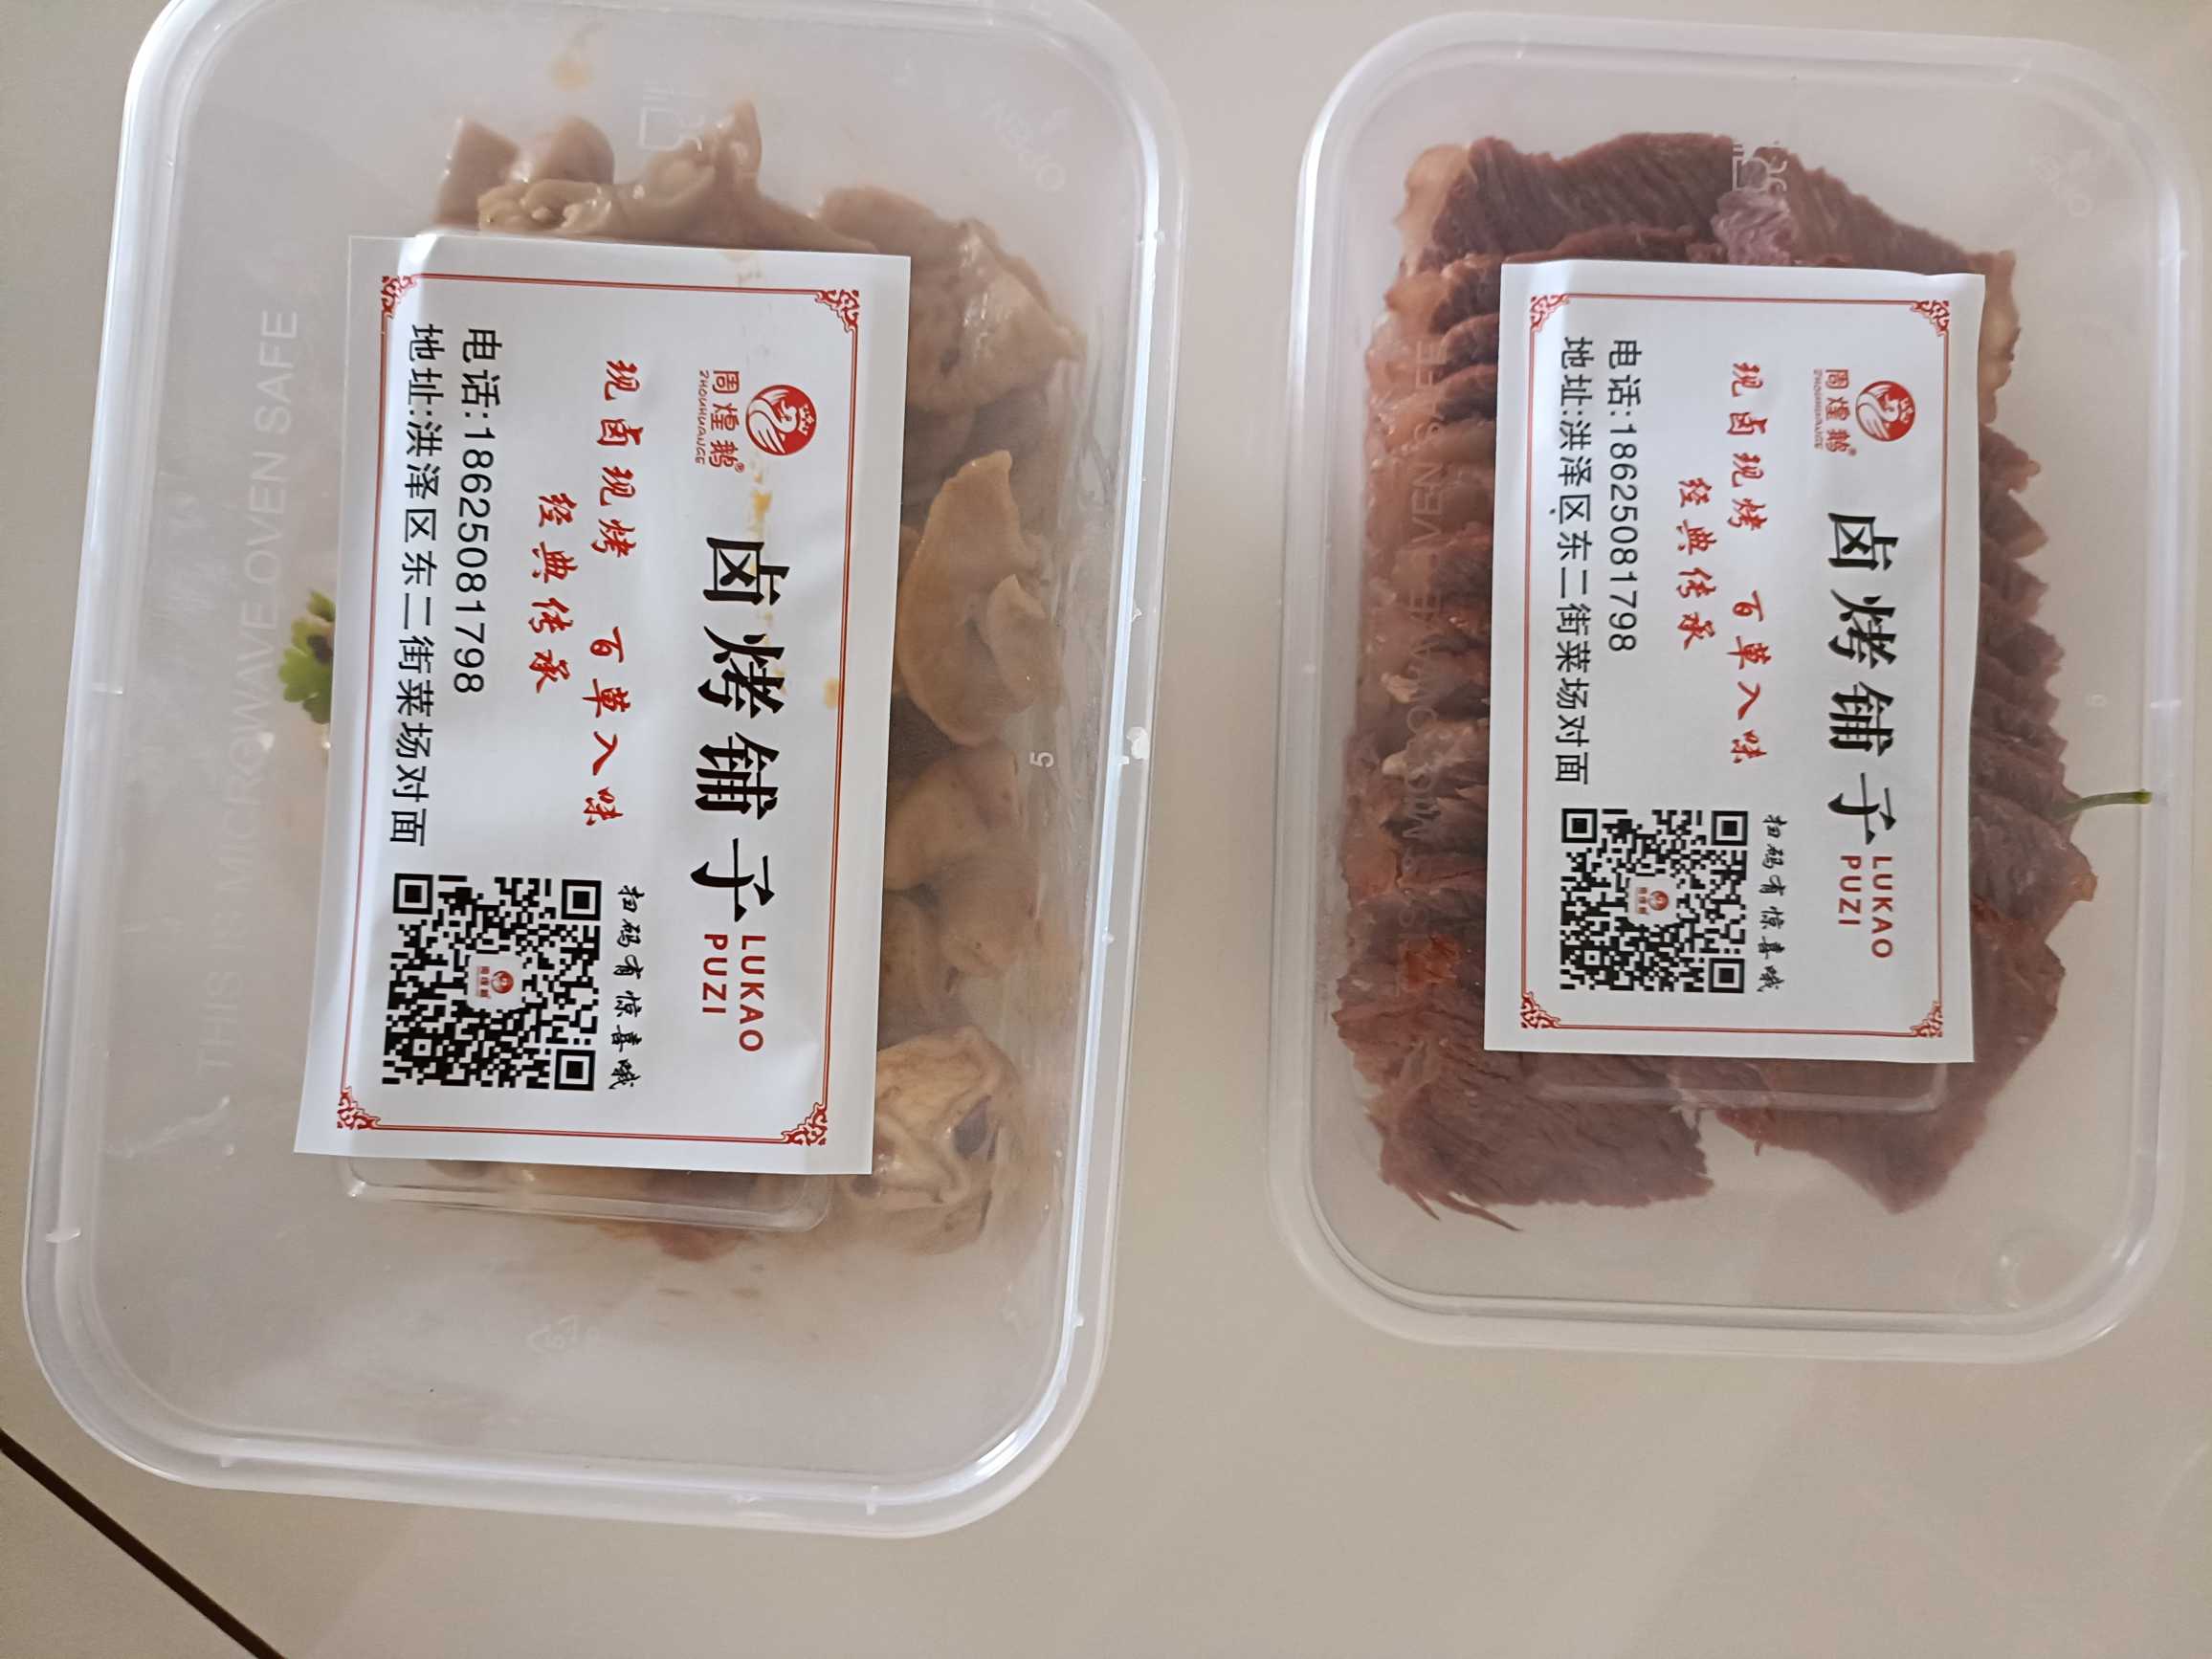 周煌鹅®
ZHOUHUANGE
卤烤铺子
LUKAO
PUZI
现卤现烤 百草入味
经典传承
扫码有惊喜哦
电话:18625081798
地址:洪泽区东二街菜场对面
THIS IS MICROWAVE OVEN SAFE
5
周煌鹅®
ZHOUHUANGE
卤烤铺子
LUKAO
PUZI
现卤现烤 百草入味
经典传承
扫码有惊喜哦
电话:18625081798
地址:洪泽区东二街菜场对面